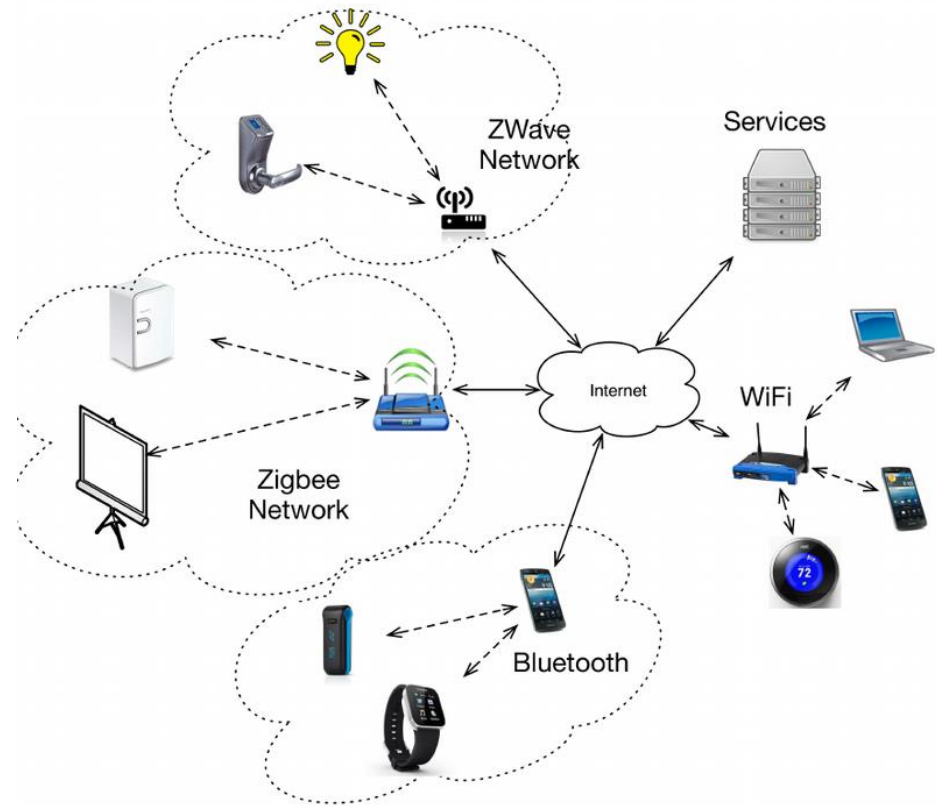 ZWave
Network
Services
Internet
WiFi
72
Zigbee
Network
Bluetooth